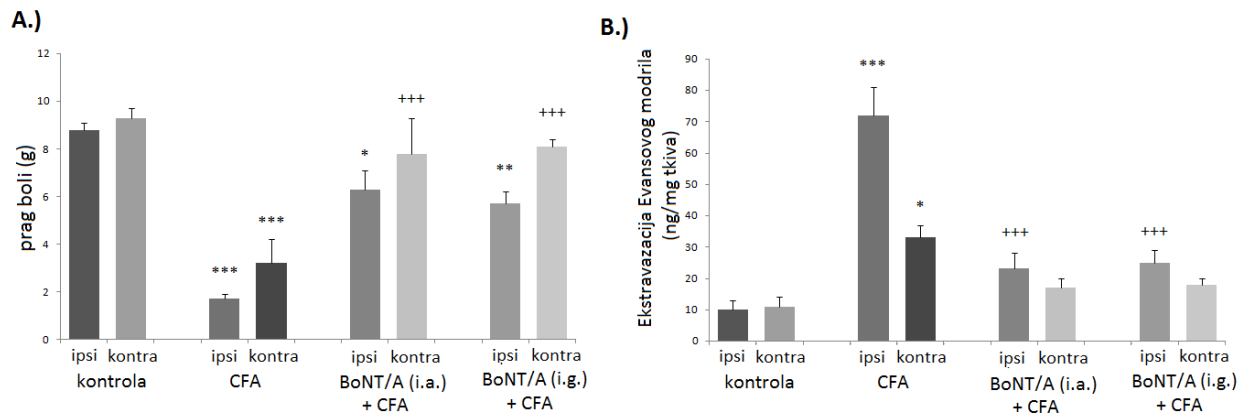 A.)
12
10
8
6
4
2
0
prag boli (g)
***
***
*
+++
**
+++
ipsi kontra
ipsi kontra
ipsi kontra
ipsi kontra
kontrola
CFA
BoNT/A (i.a.)
+ CFA
BoNT/A (i.g.)
+ CFA
B.)
90
80
70
60
50
40
30
20
10
0
Ekstravazacija Evansovog modrila
(ng/mg tkiva)
***
*
+++
+++
ipsi kontra
ipsi kontra
ipsi kontra
ipsi kontra
kontrola
CFA
BoNT/A (i.a.)
+ CFA
BoNT/A (i.g.)
+ CFA